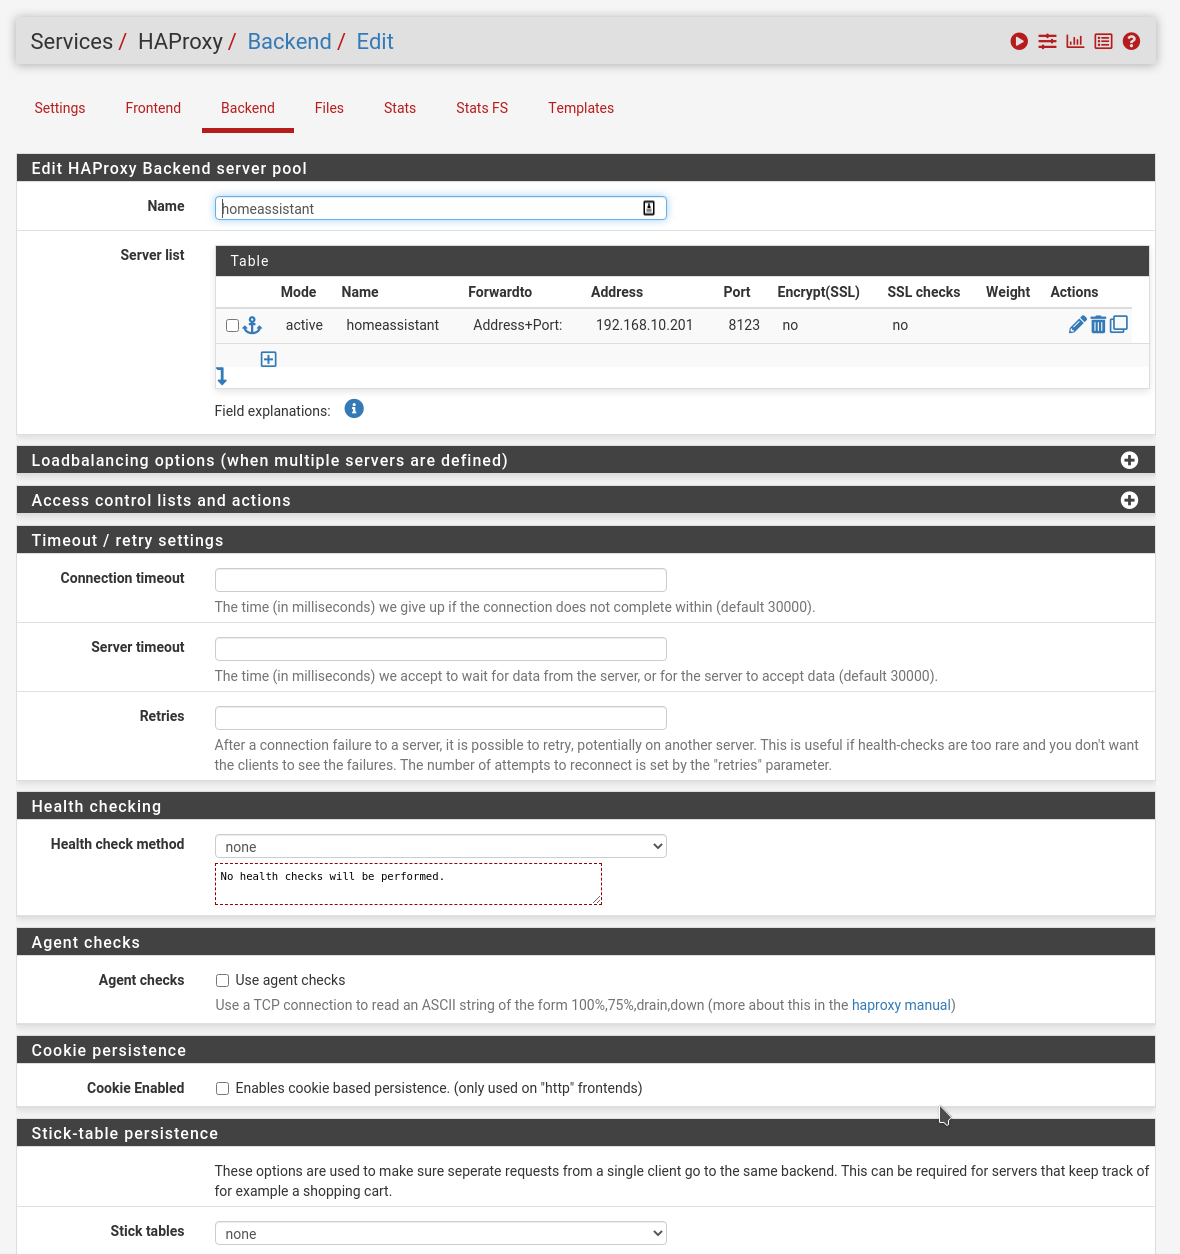 Services / HAProxy / Backend / Edit
Settings Frontend Backend Files Stats Stats FS Templates
Edit HAProxy Backend server pool
Name homeassistant
Server list
Table
Mode Name Forwardto Address Port Encrypt(SSL) SSL checks Weight Actions
active homeassistant Address+Port: 192.168.10.201 8123 no no
Field explanations:
Loadbalancing options (when multiple servers are defined)
Access control lists and actions
Timeout / retry settings
Connection timeout
The time (in milliseconds) we give up if the connection does not complete within (default 30000).
Server timeout
The time (in milliseconds) we accept to wait for data from the server, or for the server to accept data (default 30000).
Retries
After a connection failure to a server, it is possible to retry, potentially on another server. This is useful if health-checks are too rare and you don't want
the clients to see the failures. The number of attempts to reconnect is set by the "retries" parameter.
Health checking
Health check method none
No health checks will be performed.
Agent checks
Agent checks Use agent checks
Use a TCP connection to read an ASCII string of the form 100%,75%,drain,down (more about this in the haproxy manual)
Cookie persistence
Cookie Enabled Enables cookie based persistence. (only used on "http" frontends)
Stick-table persistence
These options are used to make sure seperate requests from a single client go to the same backend. This can be required for servers that keep track of
for example a shopping cart.
Stick tables none